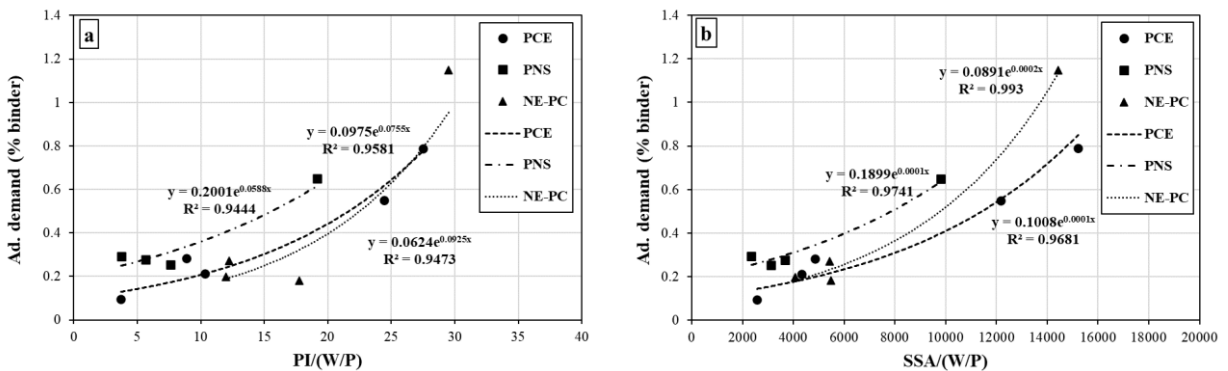 a
Ad. demand (% binder)
1.4
1.2
1
0.8
0.6
0.4
0.2
0
0 5 10 15 20 25 30 35 40
PI/(W/P)
PCE
PNS
NE-PC
PCE
PNS
NE-PC
y = 0.0975e^0.0755x
R² = 0.9581
y = 0.2001e^0.0588x
R² = 0.9444
y = 0.0624e^0.0925x
R² = 0.9473
b
Ad. demand (% binder)
1.4
1.2
1
0.8
0.6
0.4
0.2
0
0 2000 4000 6000 8000 10000 12000 14000 16000 18000 20000
SSA/(W/P)
PCE
PNS
NE-PC
PCE
PNS
NE-PC
y = 0.0891e^0.0002x
R² = 0.993
y = 0.1899e^0.0001x
R² = 0.9741
y = 0.1008e^0.0001x
R² = 0.9681